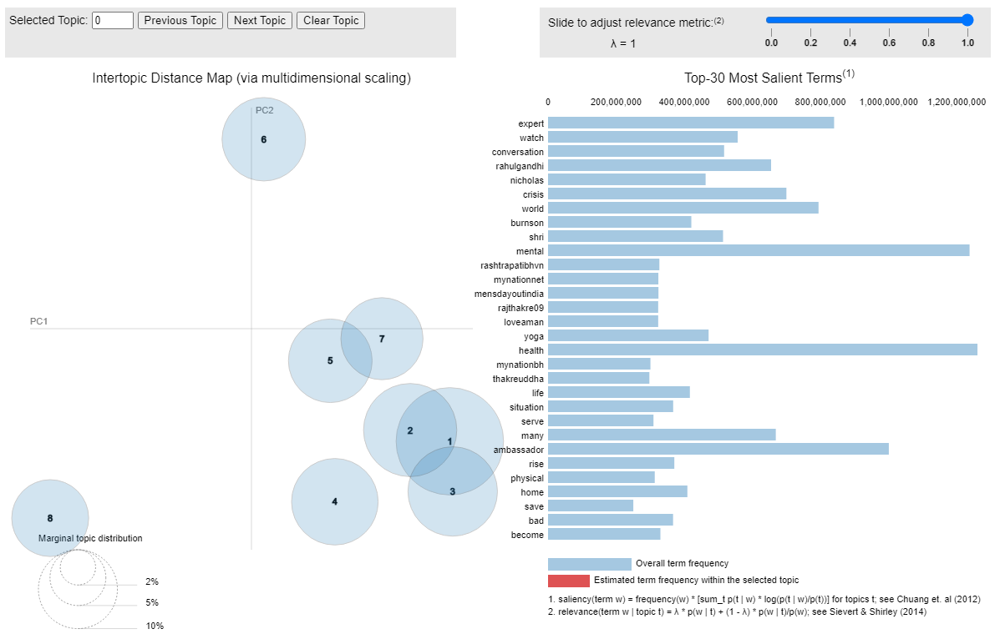 Selected Topic: 0 Previous Topic Next Topic Clear Topic
Slide to adjust relevance metric:(2)
λ = 1
0.0 0.2 0.4 0.6 0.8 1.0
Intertopic Distance Map (via multidimensional scaling)
PC2
PC1
6
7
5
2
1
3
4
8
Marginal topic distribution
2%
5%
10%
Top-30 Most Salient Terms(1)
0 200,000,000 400,000,000 600,000,000 800,000,000 1,000,000,000 1,200,000,000
expert
watch
conversation
rahulgandhi
nicholas
crisis
world
burnson
shri
mental
rashtrapatibhvn
mynationnet
mensdayoutindia
rajthakre09
loveaman
yoga
health
mynationbh
thakreuddha
life
situation
serve
many
ambassador
rise
physical
home
save
bad
become
Overall term frequency
Estimated term frequency within the selected topic
1. saliency(term w) = frequency(w) * [sum_t p(t | w) * log(p(t | w)/p(t))] for topics t; see Chuang et. al (2012)
2. relevance(term w | topic t) = λ * p(w | t) + (1 - λ) * p(w | t)/p(w); see Sievert & Shirley (2014)